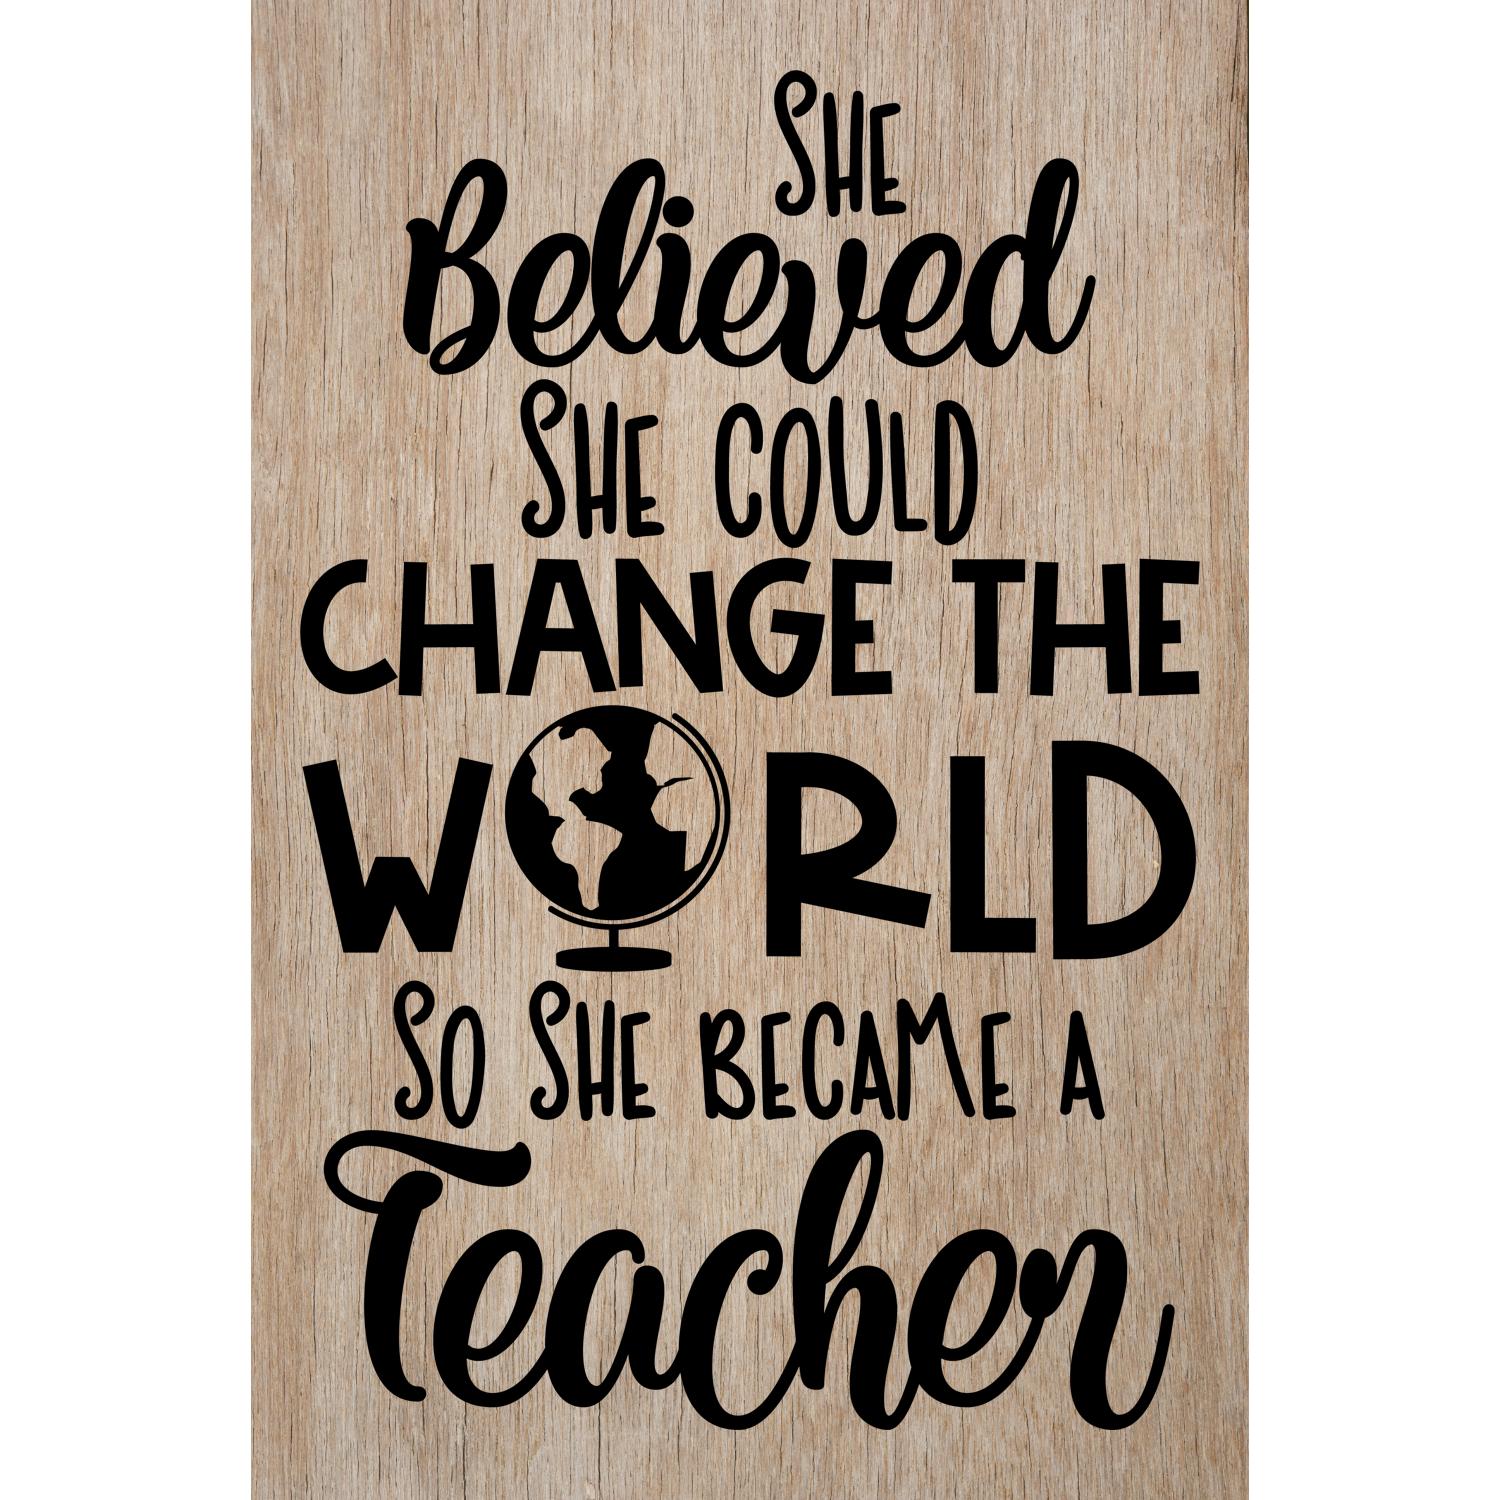 SHE
Believed
SHE COULD
CHANGE THE
WORLD
SO SHE BECAME A
Teacher